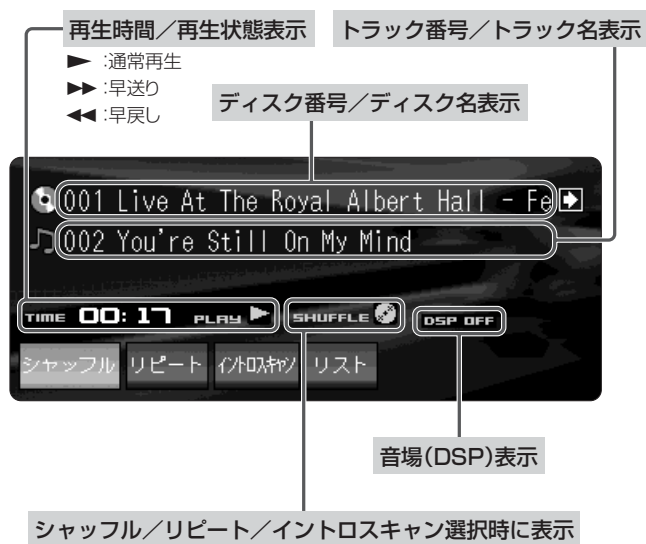 再生時間／再生状態表示
トラック番号／トラック名表示
▶ :通常再生
▶▶ :早送り
◀◀ :早戻し
ディスク番号／ディスク名表示
001 Live At The Royal Albert Hall - Fe
002 You're Still On My Mind
TIME 00:17 PLAY ▶ SHUFFLE DSP OFF
シャッフル リピート イントロスキャン リスト
音場(DSP)表示
シャッフル／リピート／イントロスキャン選択時に表示